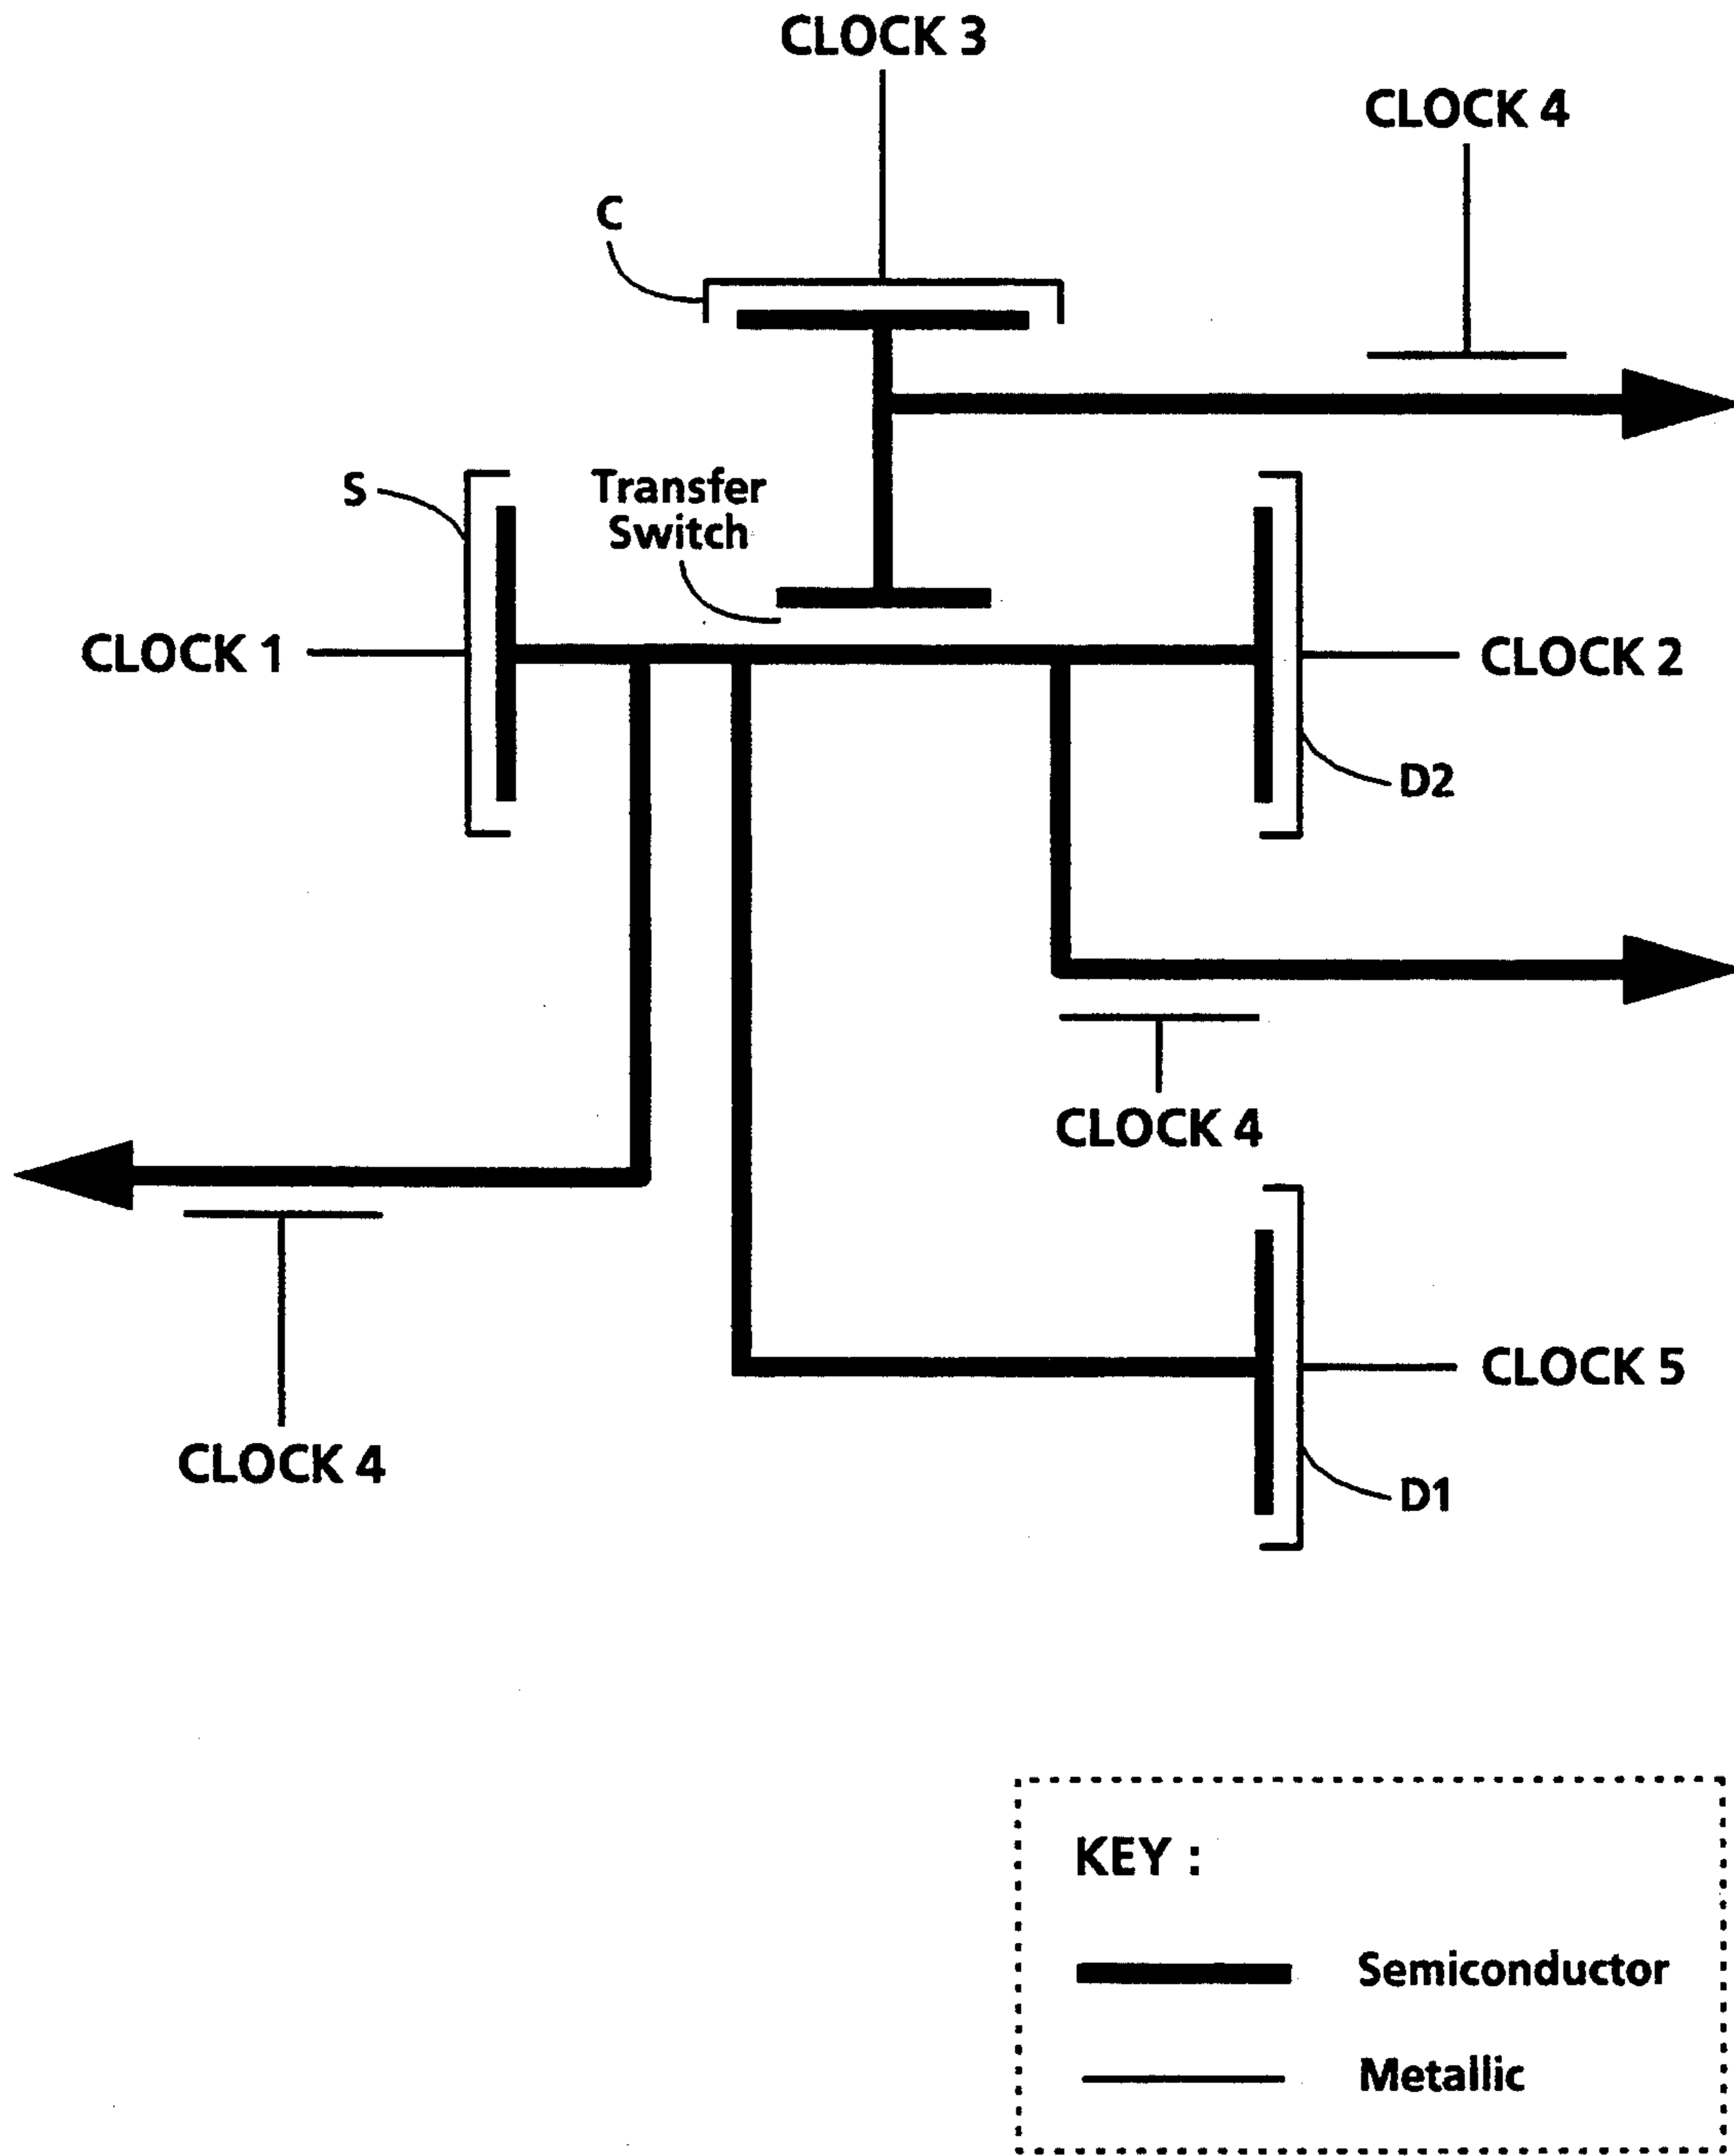 CLOCK 3
CLOCK 4
C
S
Transfer
Switch
CLOCK 1
CLOCK 2
D2
CLOCK 4
CLOCK 5
CLOCK 4
D1
KEY :
Semiconductor
Metallic